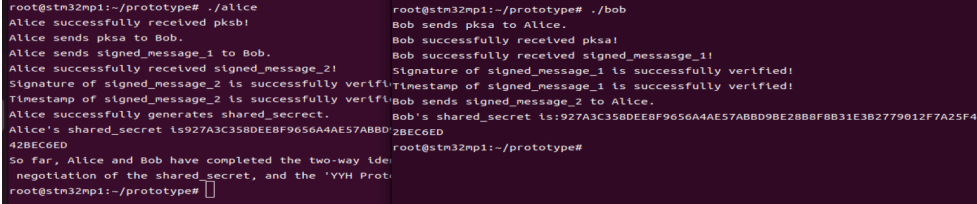 root@stm32mp1:~/prototype# ./alice
Alice successfully received pksb!
Alice sends pksa to Bob.
Alice sends signed_message_1 to Bob.
Alice successfully received signed_message_2!
Signature of signed_message_2 is successfully verifi
Timestamp of signed_message_2 is successfully verifi
Alice successfully generates shared_secrect.
Alice's shared_secret is927A3C358DEE8F9656A4AE57ABBD9
42BEC6ED
So far, Alice and Bob have completed the two-way iden
negotiation of the shared_secret, and the 'YYH Proto
root@stm32mp1:~/prototype#
root@stm32mp1:~/prototype# ./bob
Bob sends pksa to Alice.
Bob successfully received pksa!
Bob successfully received signed_messasge_1!
Signature of signed_message_1 is successfully verified!
Timestamp of signed_message_1 is successfully verified!
Bob sends signed_message_2 to Alice.
Bob's shared_secret is:927A3C358DEE8F9656A4AE57ABBD9BE28B8F8B31E3B2779012F7A25F4
2BEC6ED
root@stm32mp1:~/prototype#